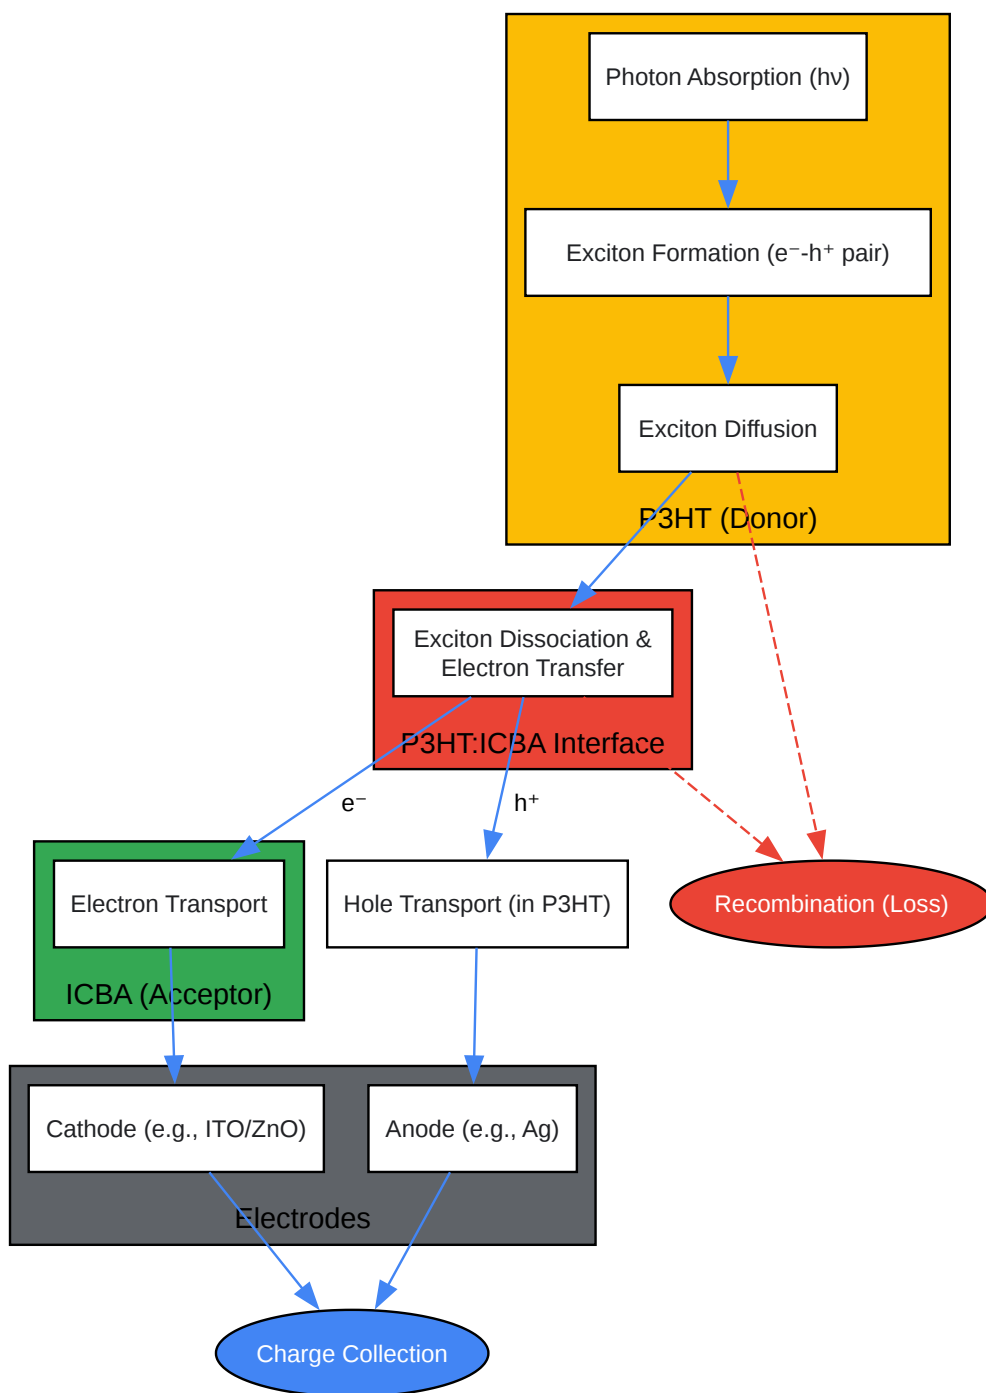 Photon Absorption (hν)
Exciton Formation (e⁻-h⁺ pair)
Exciton Diffusion
P3HT (Donor)
Exciton Dissociation &
Electron Transfer
P3HT:ICBA Interface
e⁻
h⁺
Electron Transport
Hole Transport (in P3HT)
Recombination (Loss)
ICBA (Acceptor)
Cathode (e.g., ITO/ZnO)
Anode (e.g., Ag)
Electrodes
Charge Collection